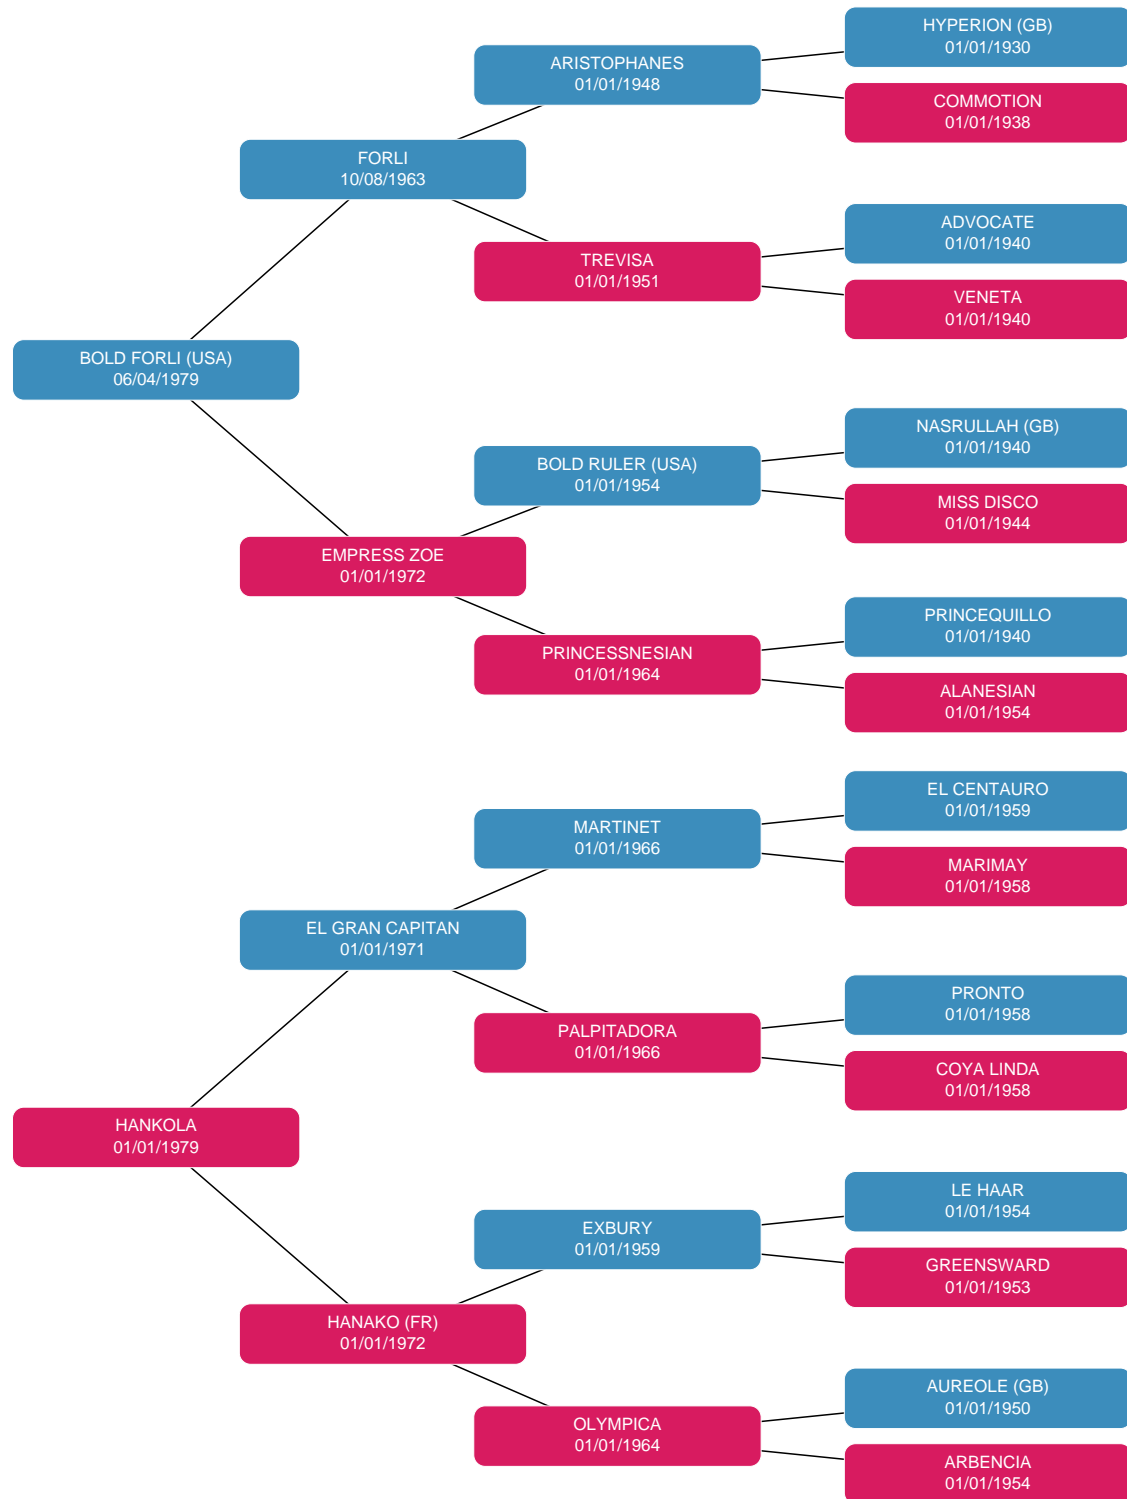 HYPERION (GB)
01/01/1930
ARISTOPHANES
01/01/1948
COMMOTION
01/01/1938
FORLI
10/08/1963
ADVOCATE
01/01/1940
TREVISA
01/01/1951
VENETA
01/01/1940
BOLD FORLI (USA)
06/04/1979
NASRULLAH (GB)
01/01/1940
BOLD RULER (USA)
01/01/1954
MISS DISCO
01/01/1944
EMPRESS ZOE
01/01/1972
PRINCEQUILLO
01/01/1940
PRINCESSNESIAN
01/01/1964
ALANESIAN
01/01/1954
EL CENTAURO
01/01/1959
MARTINET
01/01/1966
MARIMAY
01/01/1958
EL GRAN CAPITAN
01/01/1971
PRONTO
01/01/1958
PALPITADORA
01/01/1966
COYA LINDA
01/01/1958
HANKOLA
01/01/1979
LE HAAR
01/01/1954
EXBURY
01/01/1959
GREENSWARD
01/01/1953
HANAKO (FR)
01/01/1972
AUREOLE (GB)
01/01/1950
OLYMPICA
01/01/1964
ARBENCIA
01/01/1954